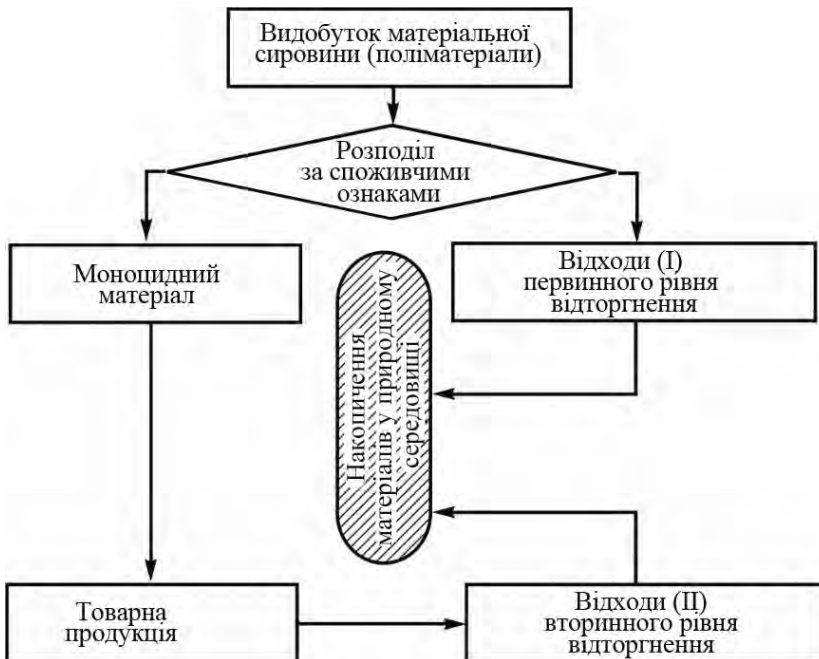 Видобуток матеріальної
сировини (поліматеріали)
Розподіл
за споживчими
ознаками
Моноцидний
матеріал
Відходи (I)
первинного рівня
відторгнення
Накопичення
матеріалів у природному
середовищі
Товарна
продукція
Відходи (II)
вторинного рівня
відторгнення